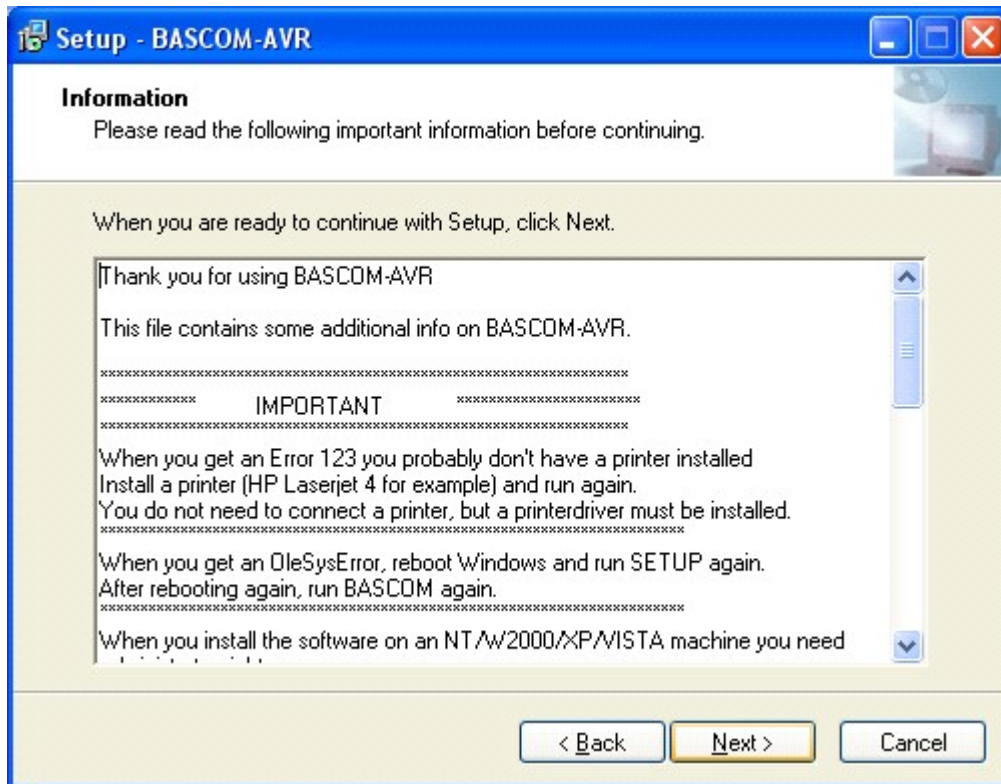 Setup - BASCOM-AVR
Information
Please read the following important information before continuing.
When you are ready to continue with Setup, click Next.
Thank you for using BASCOM-AVR
This file contains some additional info on BASCOM-AVR.
******************************************************************
************ IMPORTANT ***********************
******************************************************************
When you get an Error 123 you probably don't have a printer installed
Install a printer (HP Laserjet 4 for example) and run again.
You do not need to connect a printer, but a printerdriver must be installed.
*************************************************************************
When you get an OleSysError, reboot Windows and run SETUP again.
After rebooting again, run BASCOM again.
*************************************************************************
When you install the software on an NT/W2000/XP/VISTA machine you need
< Back
Next >
Cancel